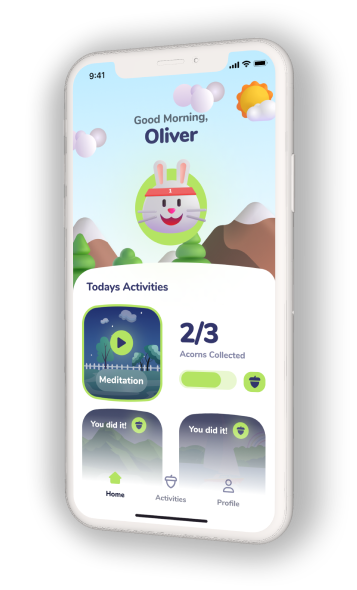 9:41
Good Morning,
Oliver
Todays Activities
Meditation
2/3
Acorns Collected
You did it!
You did it!
Home
Activities
Profile